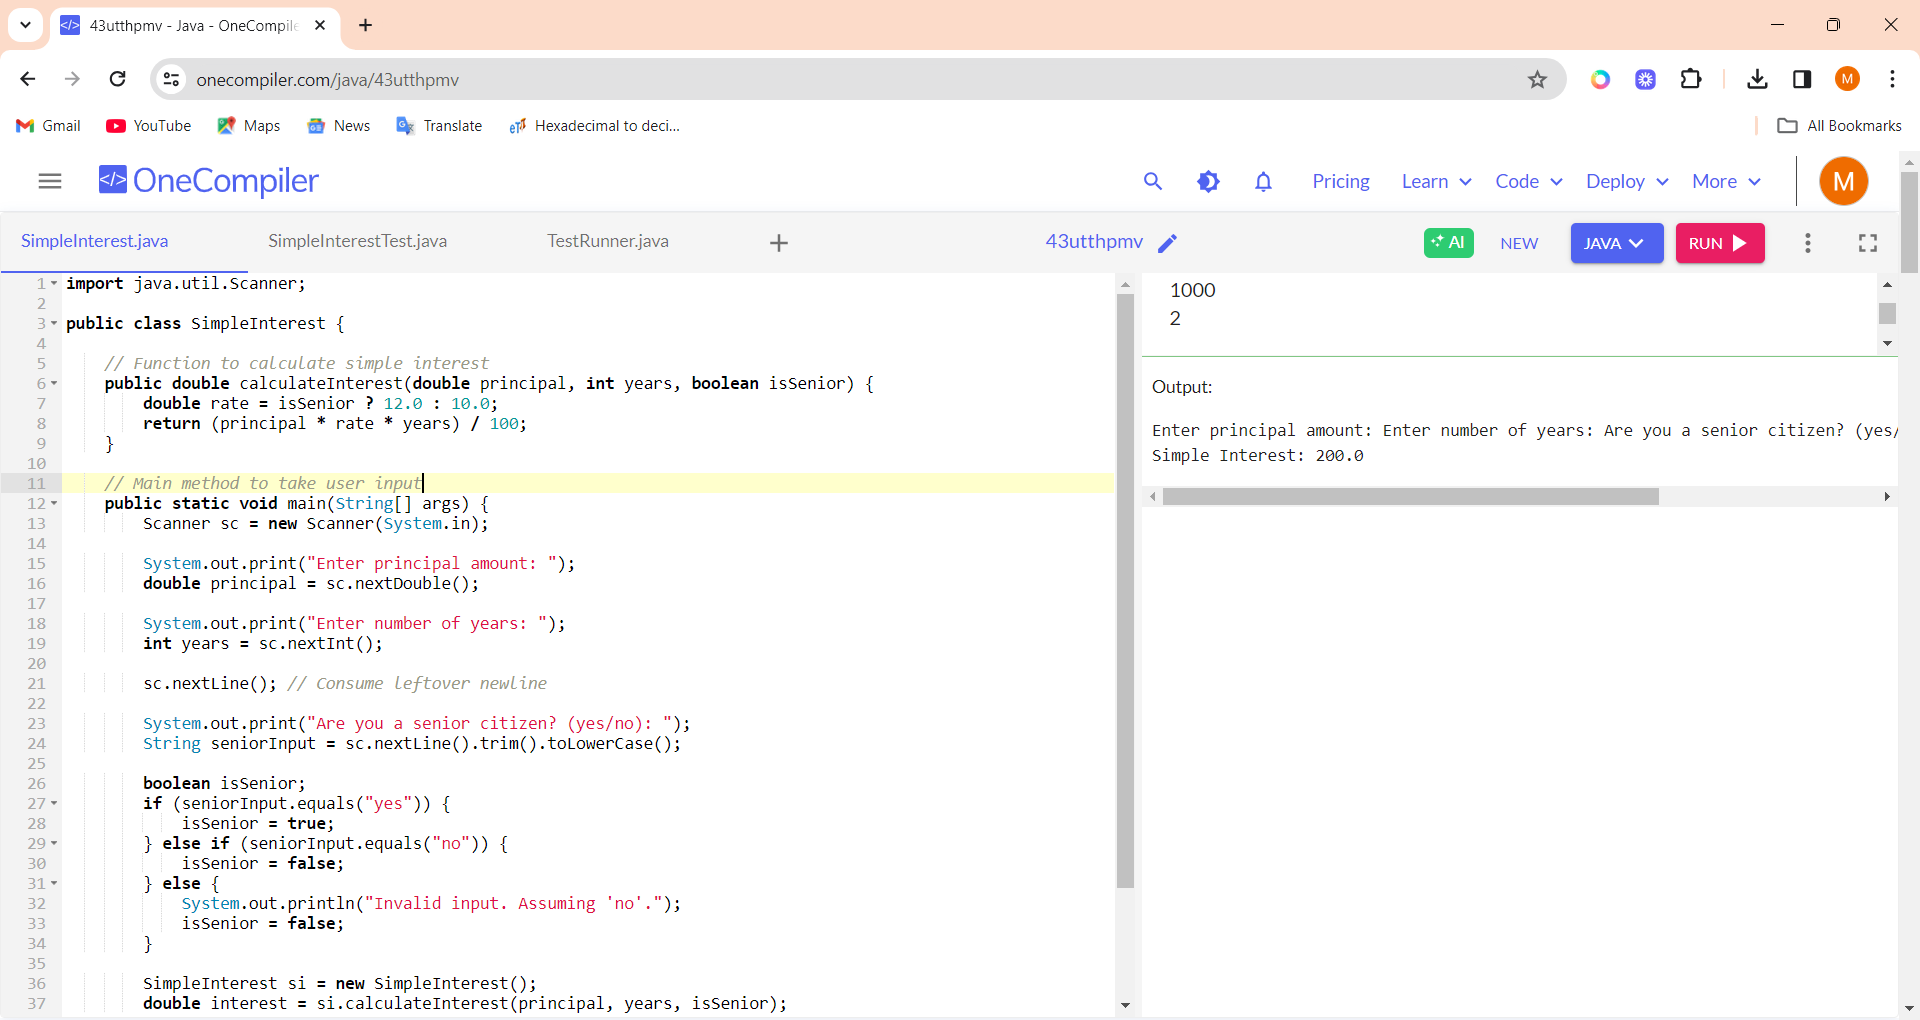 43utthpmv - Java - OneCompile
onecompiler.com/java/43utthpmv
M
Gmail
YouTube
Maps
News
Translate
Hexadecimal to deci...
All Bookmarks
</> OneCompiler
Pricing
Learn
Code
Deploy
More
M
SimpleInterest.java
SimpleInterestTest.java
TestRunner.java
43utthpmv
AI
NEW
JAVA
RUN
1 import java.util.Scanner;
2
3 public class SimpleInterest {
4
5 // Function to calculate simple interest
6 public double calculateInterest(double principal, int years, boolean isSenior) {
7 double rate = isSenior ? 12.0 : 10.0;
8 return (principal * rate * years) / 100;
9 }
10
11 // Main method to take user input
12 public static void main(String[] args) {
13 Scanner sc = new Scanner(System.in);
14
15 System.out.print("Enter principal amount: ");
16 double principal = sc.nextDouble();
17
18 System.out.print("Enter number of years: ");
19 int years = sc.nextInt();
20
21 sc.nextLine(); // Consume leftover newline
22
23 System.out.print("Are you a senior citizen? (yes/no): ");
24 String seniorInput = sc.nextLine().trim().toLowerCase();
25
26 boolean isSenior;
27 if (seniorInput.equals("yes")) {
28 isSenior = true;
29 } else if (seniorInput.equals("no")) {
30 isSenior = false;
31 } else {
32 System.out.println("Invalid input. Assuming 'no'.");
33 isSenior = false;
34 }
35
36 SimpleInterest si = new SimpleInterest();
37 double interest = si.calculateInterest(principal, years, isSenior);
1000
2
Output:
Enter principal amount: Enter number of years: Are you a senior citizen? (yes/
Simple Interest: 200.0